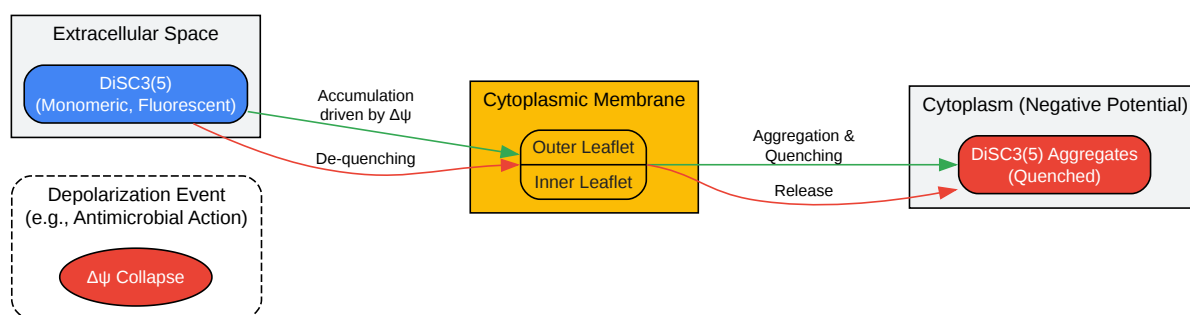 Extracellular Space
DiSC3(5)
(Monomeric, Fluorescent)
Accumulation
driven by Δψ
De-quenching
Cytoplasmic Membrane
Outer Leaflet
Inner Leaflet
Aggregation &
Quenching
Release
Cytoplasm (Negative Potential)
DiSC3(5) Aggregates
(Quenched)
Depolarization Event
(e.g., Antimicrobial Action)
Δψ Collapse